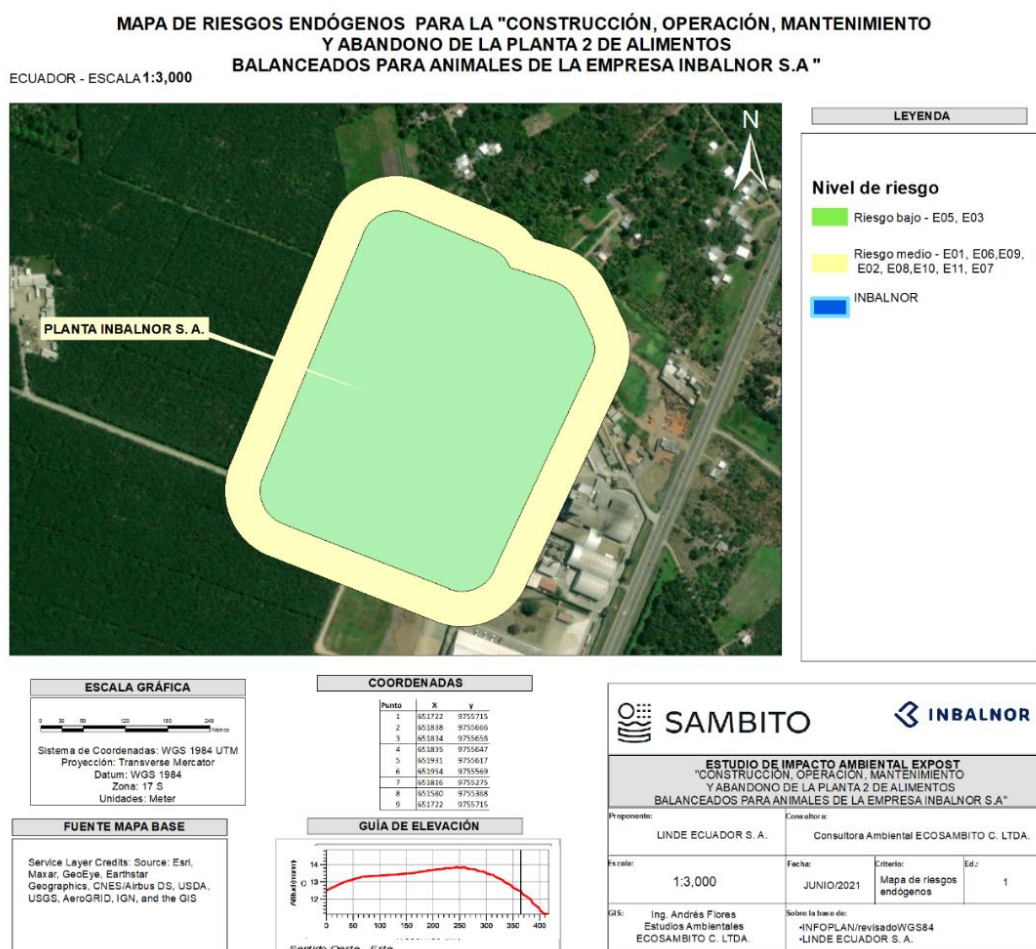 MAPA DE RIESGOS ENDÓGENOS PARA LA "CONSTRUCCIÓN, OPERACIÓN, MANTENIMIENTO
Y ABANDONO DE LA PLANTA 2 DE ALIMENTOS
BALANCEADOS PARA ANIMALES DE LA EMPRESA INBALNOR S.A "
ECUADOR - ESCALA 1:3,000
N
PLANTA INBALNOR S. A.
LEYENDA
Nivel de riesgo
Riesgo bajo - E05, E03
Riesgo medio - E01, E06,E09,
E02, E08,E10, E11, E07
INBALNOR
ESCALA GRÁFICA
0 30 60 120 180 240
Metros
Sistema de Coordenadas: WGS 1984 UTM
Proyección: Transverse Mercator
Datum: WGS 1984
Zona: 17 S
Unidades: Meter
FUENTE MAPA BASE
Service Layer Credits: Source: Esri,
Maxar, GeoEye, Earthstar
Geographics, CNES/Airbus DS, USDA,
USGS, AeroGRID, IGN, and the GIS
COORDENADAS
Punto X y
1 651722 9755715
2 651838 9755666
3 651834 9755658
4 651835 9755647
5 651931 9755617
6 651954 9755569
7 651816 9755275
8 651580 9755368
9 651722 9755715
GUÍA DE ELEVACIÓN
14
13
12
0 50 100 150 200 250 300 350 400
Sentido Oeste - Este
SAMBITO
INBALNOR
ESTUDIO DE IMPACTO AMBIENTAL EXPOST
"CONSTRUCCIÓN, OPERACIÓN, MANTENIMIENTO
Y ABANDONO DE LA PLANTA 2 DE ALIMENTOS
BALANCEADOS PARA ANIMALES DE LA EMPRESA INBALNOR S.A"
Proponente:
LINDE ECUADOR S. A.
Consultora:
Consultora Ambiental ECOSAMBITO C. LTDA.
Escala:
1:3,000
Fecha:
JUNIO/2021
Criterio:
Mapa de riesgos
endógenos
Ed.:
1
GIS:
Ing. Andrés Flores
Estudios Ambientales
ECOSAMBITO C. LTDA.
Sobre la base de:
•INFOPLAN/revisadoWGS84
•LINDE ECUADOR S. A.